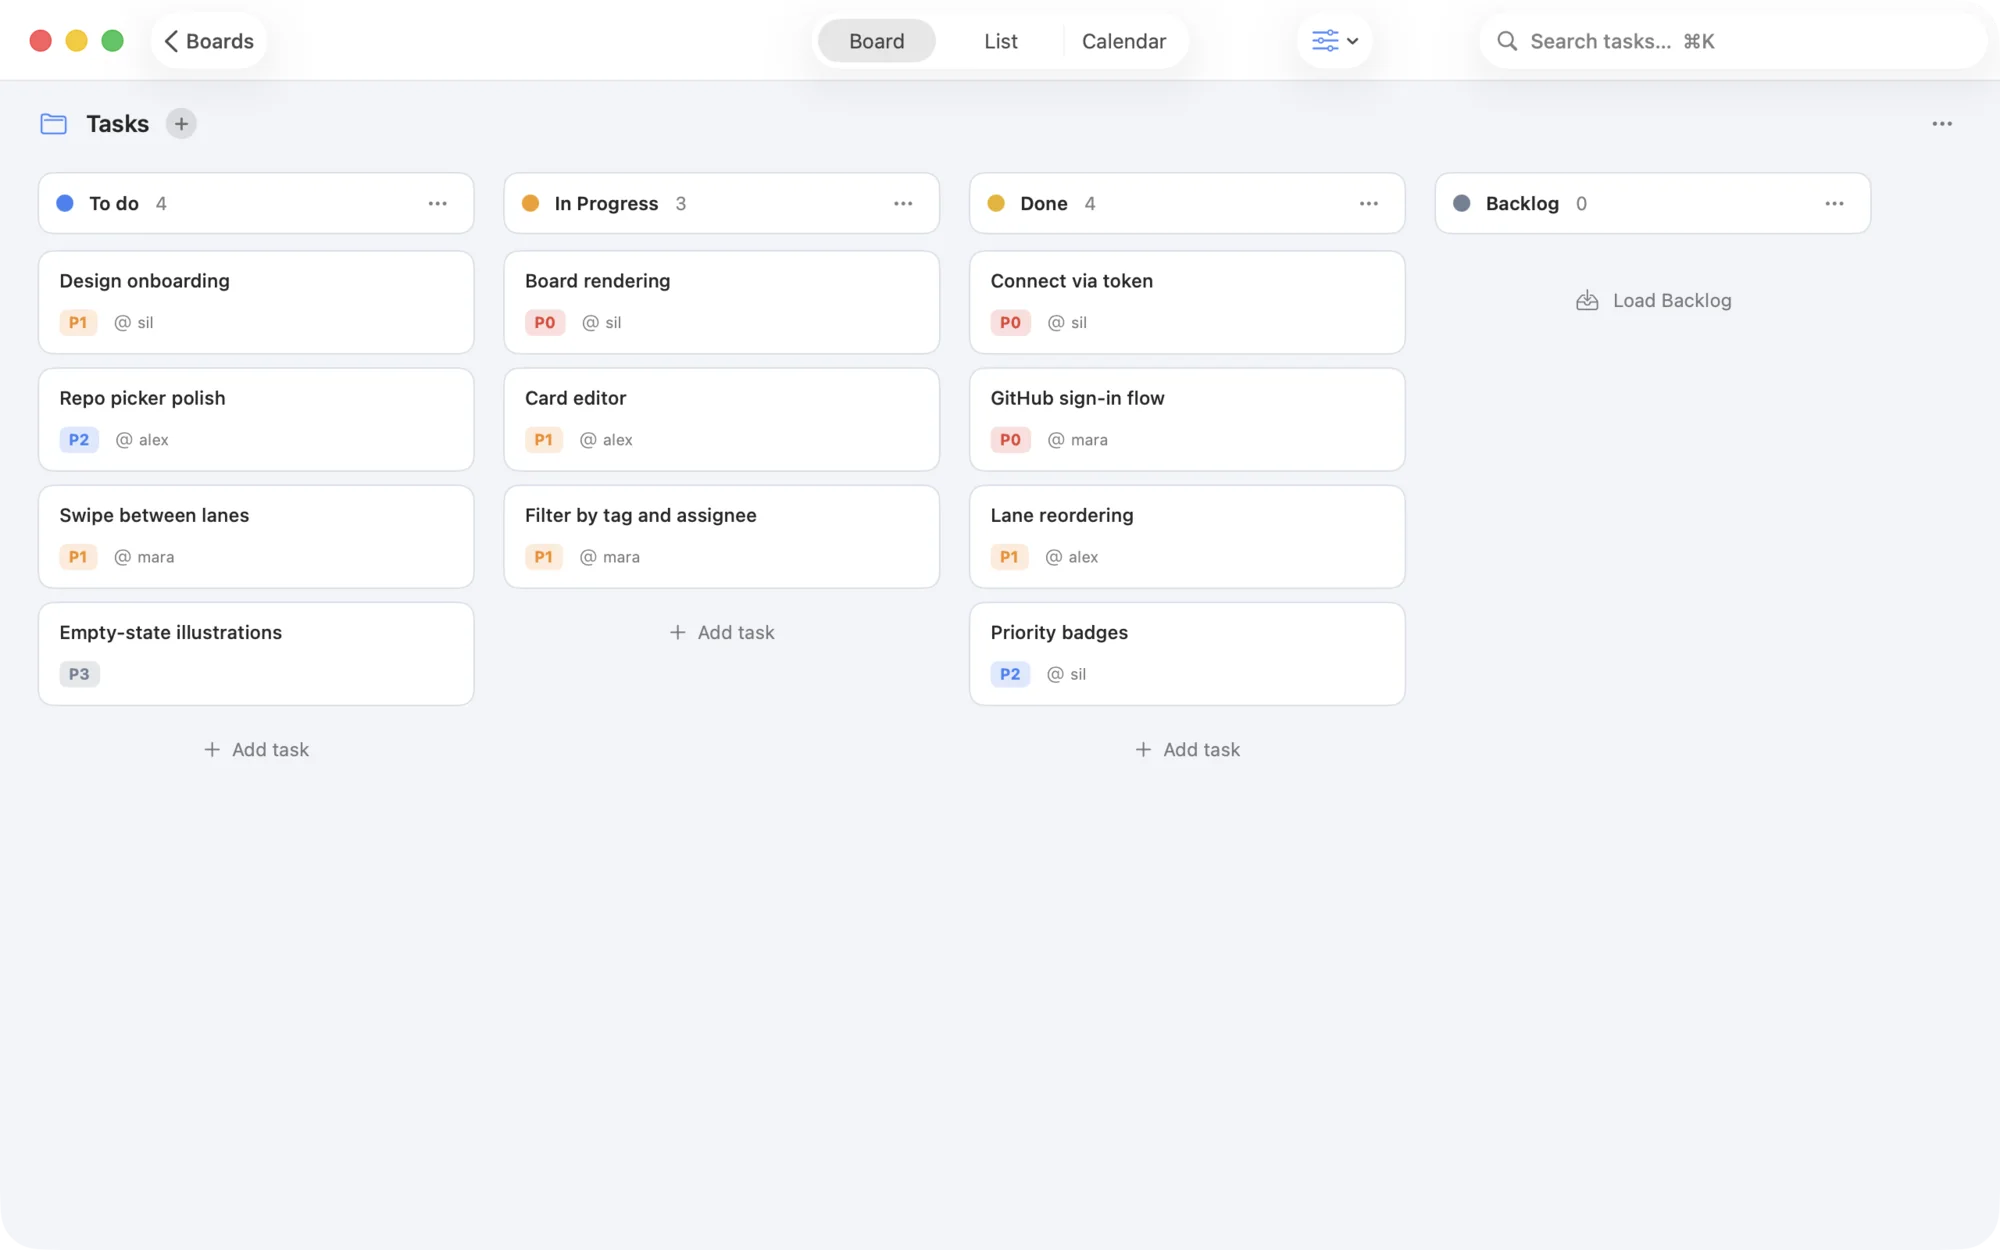 Boards
Board
List
Calendar
Search tasks... ⌘K
Tasks
To do 4
Design onboarding
P1 @ sil
Repo picker polish
P2 @ alex
Swipe between lanes
P1 @ mara
Empty-state illustrations
P3
+ Add task
In Progress 3
Board rendering
P0 @ sil
Card editor
P1 @ alex
Filter by tag and assignee
P1 @ mara
+ Add task
Done 4
Connect via token
P0 @ sil
GitHub sign-in flow
P0 @ mara
Lane reordering
P1 @ alex
Priority badges
P2 @ sil
+ Add task
Backlog 0
Load Backlog